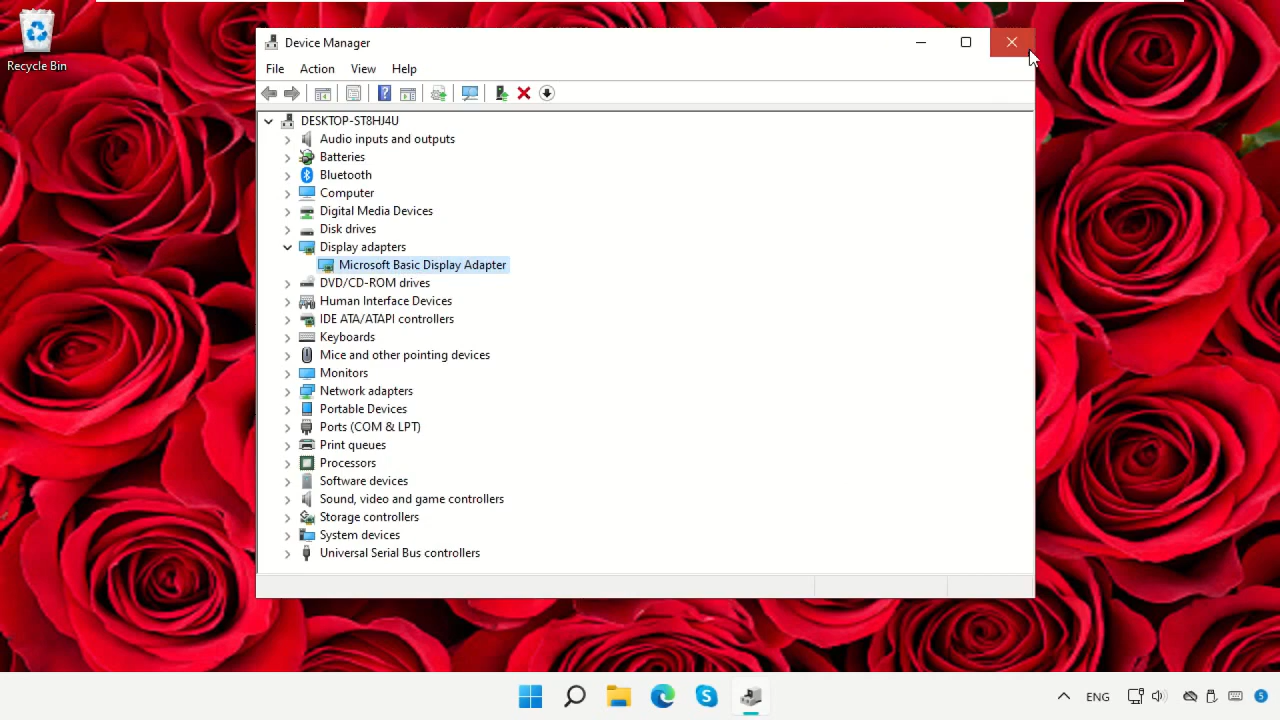 Recycle Bin
Device Manager
File Action View Help
DESKTOP-ST8HJ4U
Audio inputs and outputs
Batteries
Bluetooth
Computer
Digital Media Devices
Disk drives
Display adapters
Microsoft Basic Display Adapter
DVD/CD-ROM drives
Human Interface Devices
IDE ATA/ATAPI controllers
Keyboards
Mice and other pointing devices
Monitors
Network adapters
Portable Devices
Ports (COM & LPT)
Print queues
Processors
Software devices
Sound, video and game controllers
Storage controllers
System devices
Universal Serial Bus controllers
ENG 5